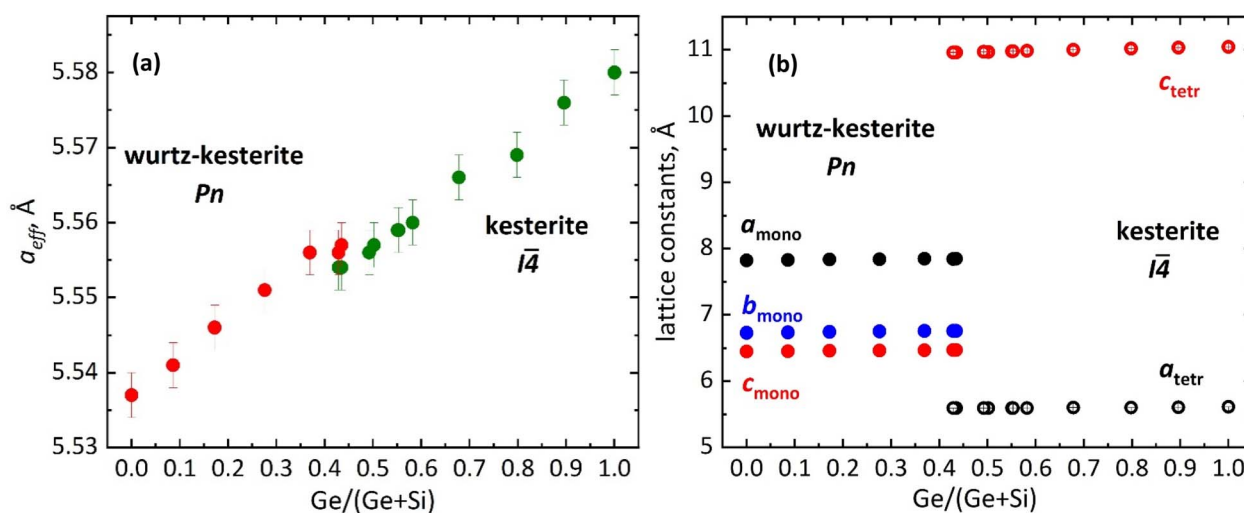 (a)
5.58
5.57
5.56
5.55
5.54
5.53
a_eff, Å
wurtz-kesterite
Pn
kesterite
I4̅
0.0 0.1 0.2 0.3 0.4 0.5 0.6 0.7 0.8 0.9 1.0
Ge/(Ge+Si)
(b)
11
10
9
8
7
6
5
lattice constants, Å
c_tetr
wurtz-kesterite
Pn
a_mono
kesterite
I4̅
b_mono
c_mono
a_tetr
0.0 0.1 0.2 0.3 0.4 0.5 0.6 0.7 0.8 0.9 1.0
Ge/(Ge+Si)